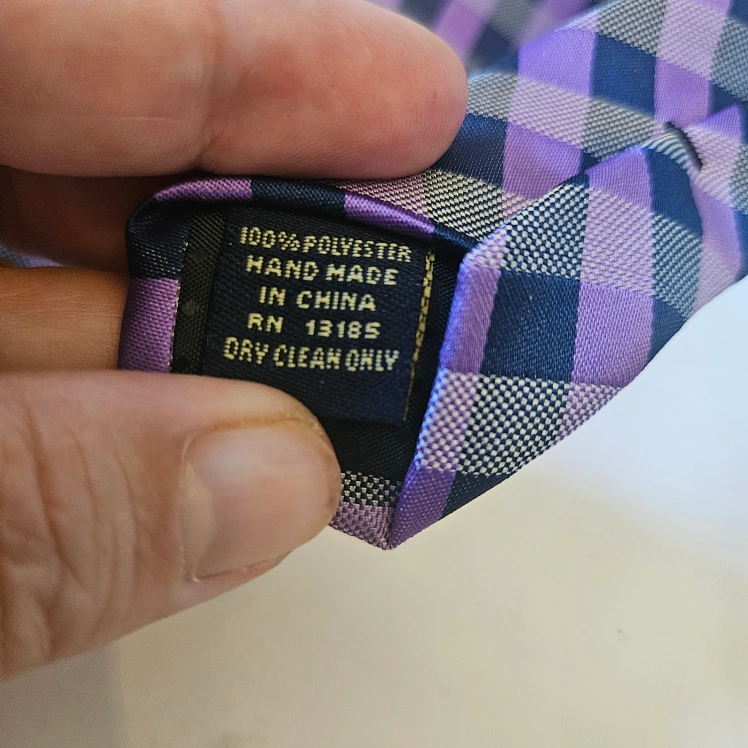 100% POLYESTER
HAND MADE
IN CHINA
RN 13185
DRY CLEAN ONLY